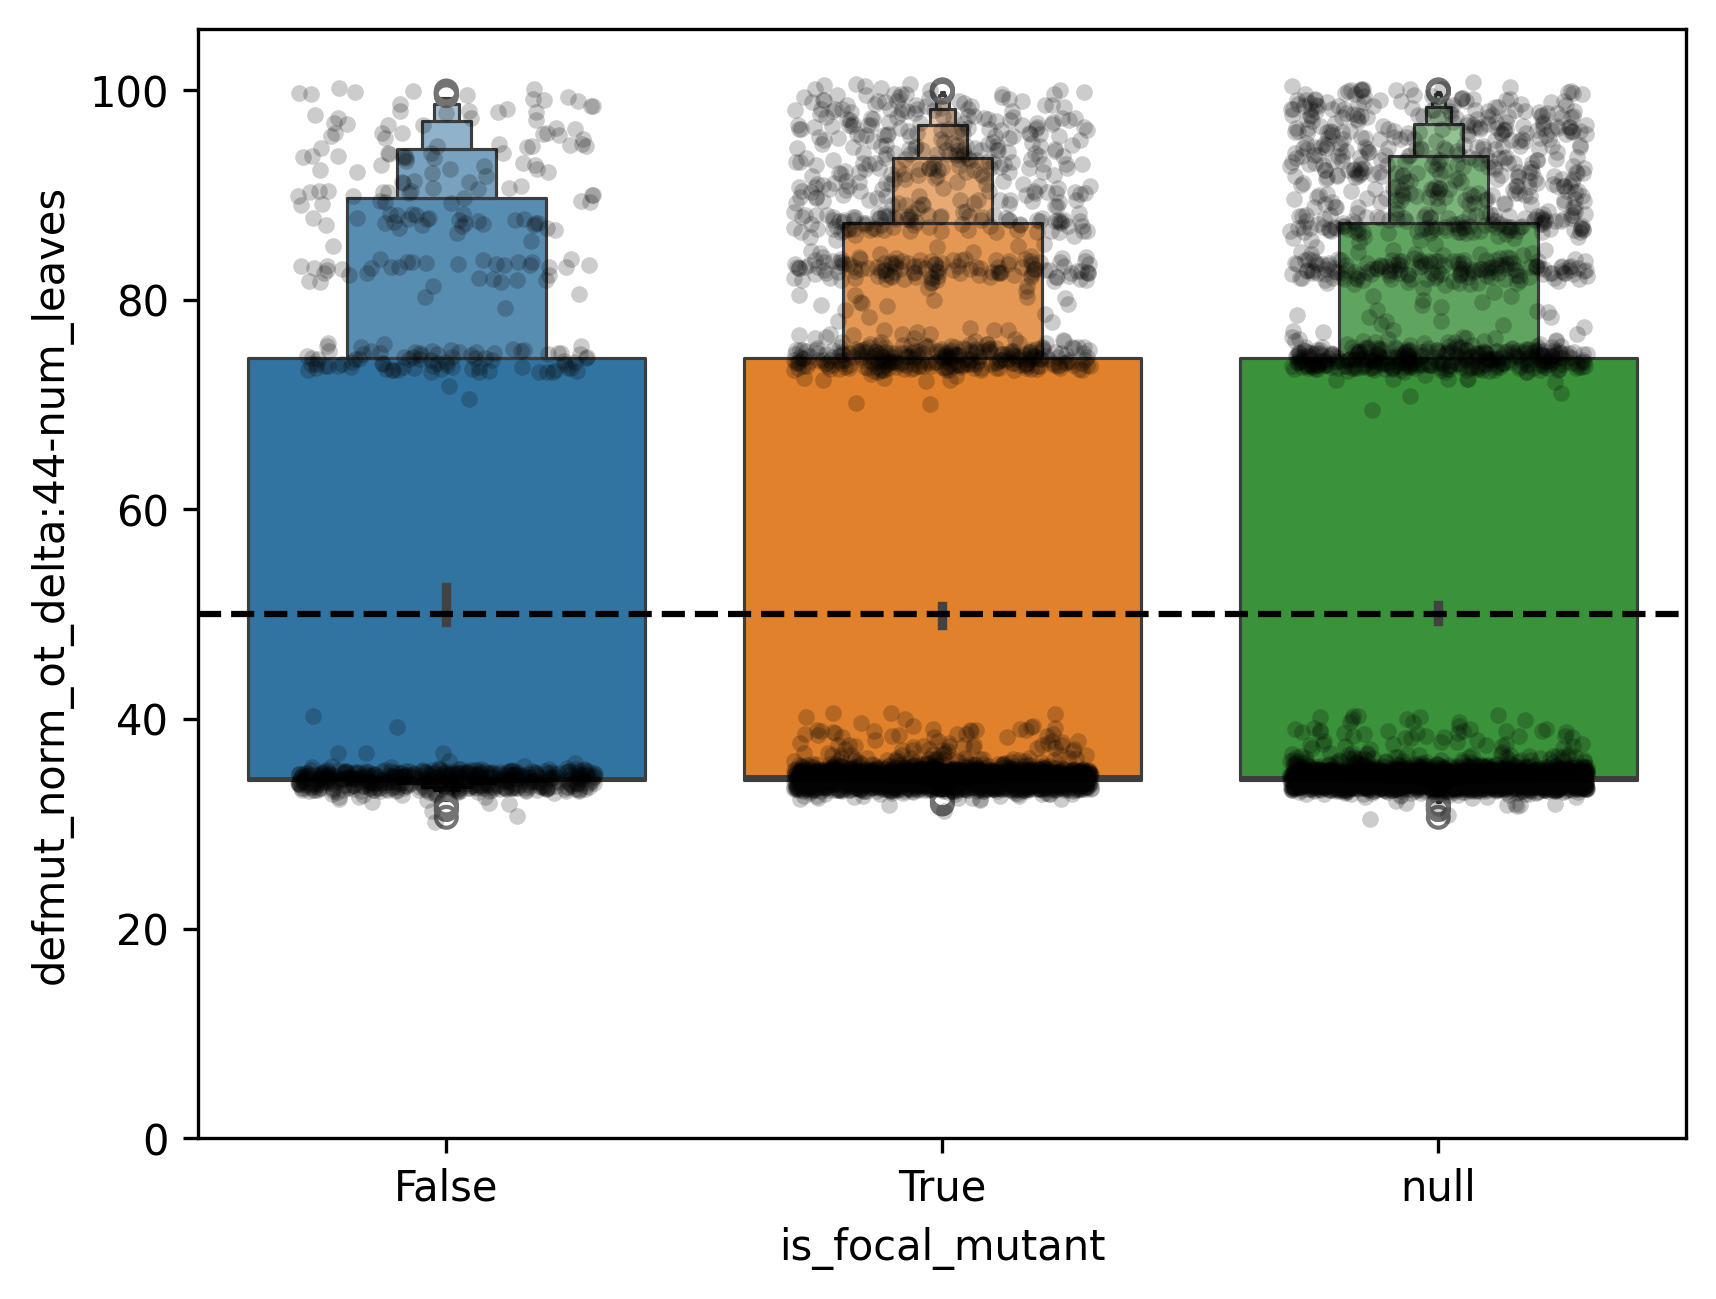 defmut_norm_ot_delta:44-num_leaves
100
80
60
40
20
0
False
True
null
is_focal_mutant